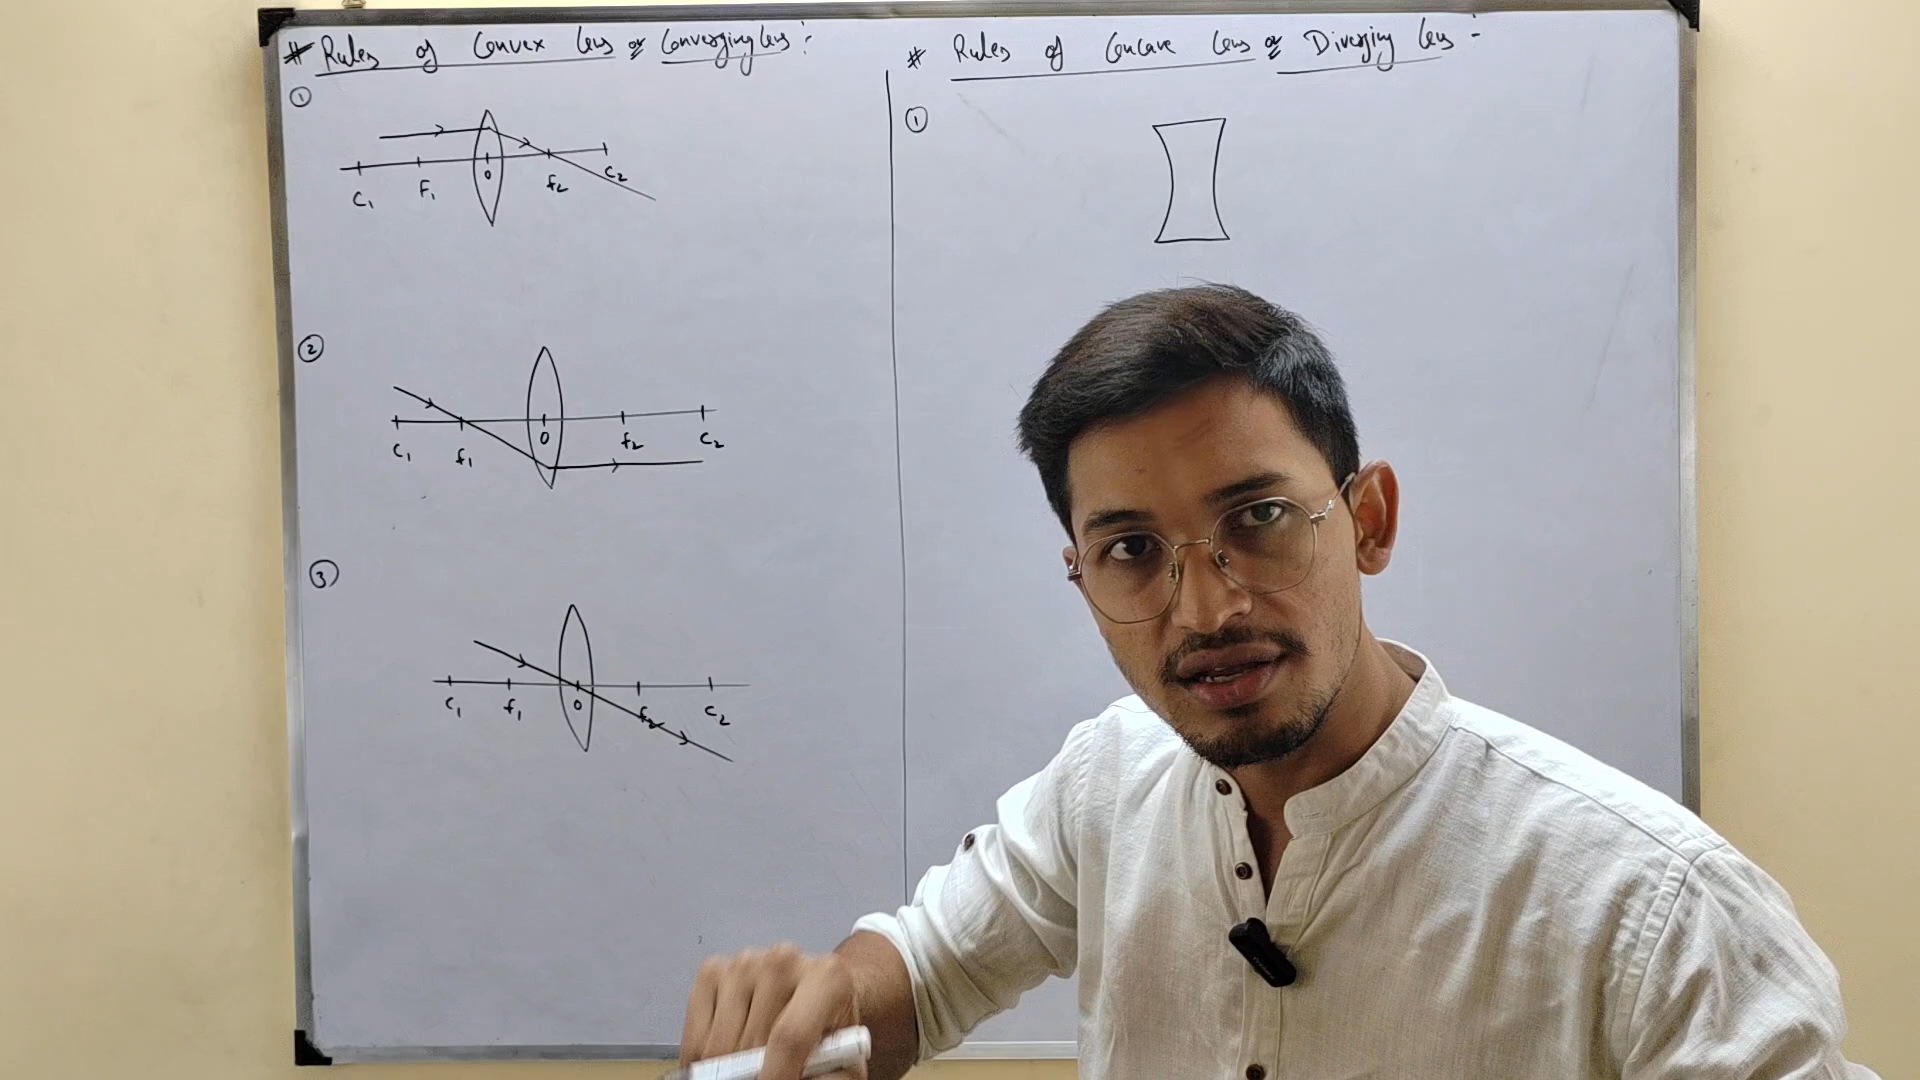 # Rules of Convex lens or Converging lens :
①
C₁ F₁ O f₂ C₂
②
C₁ f₁ O f₂ C₂
③
C₁ f₁ O f₂ C₂
# Rules of Concave lens or Diverging lens :-
①